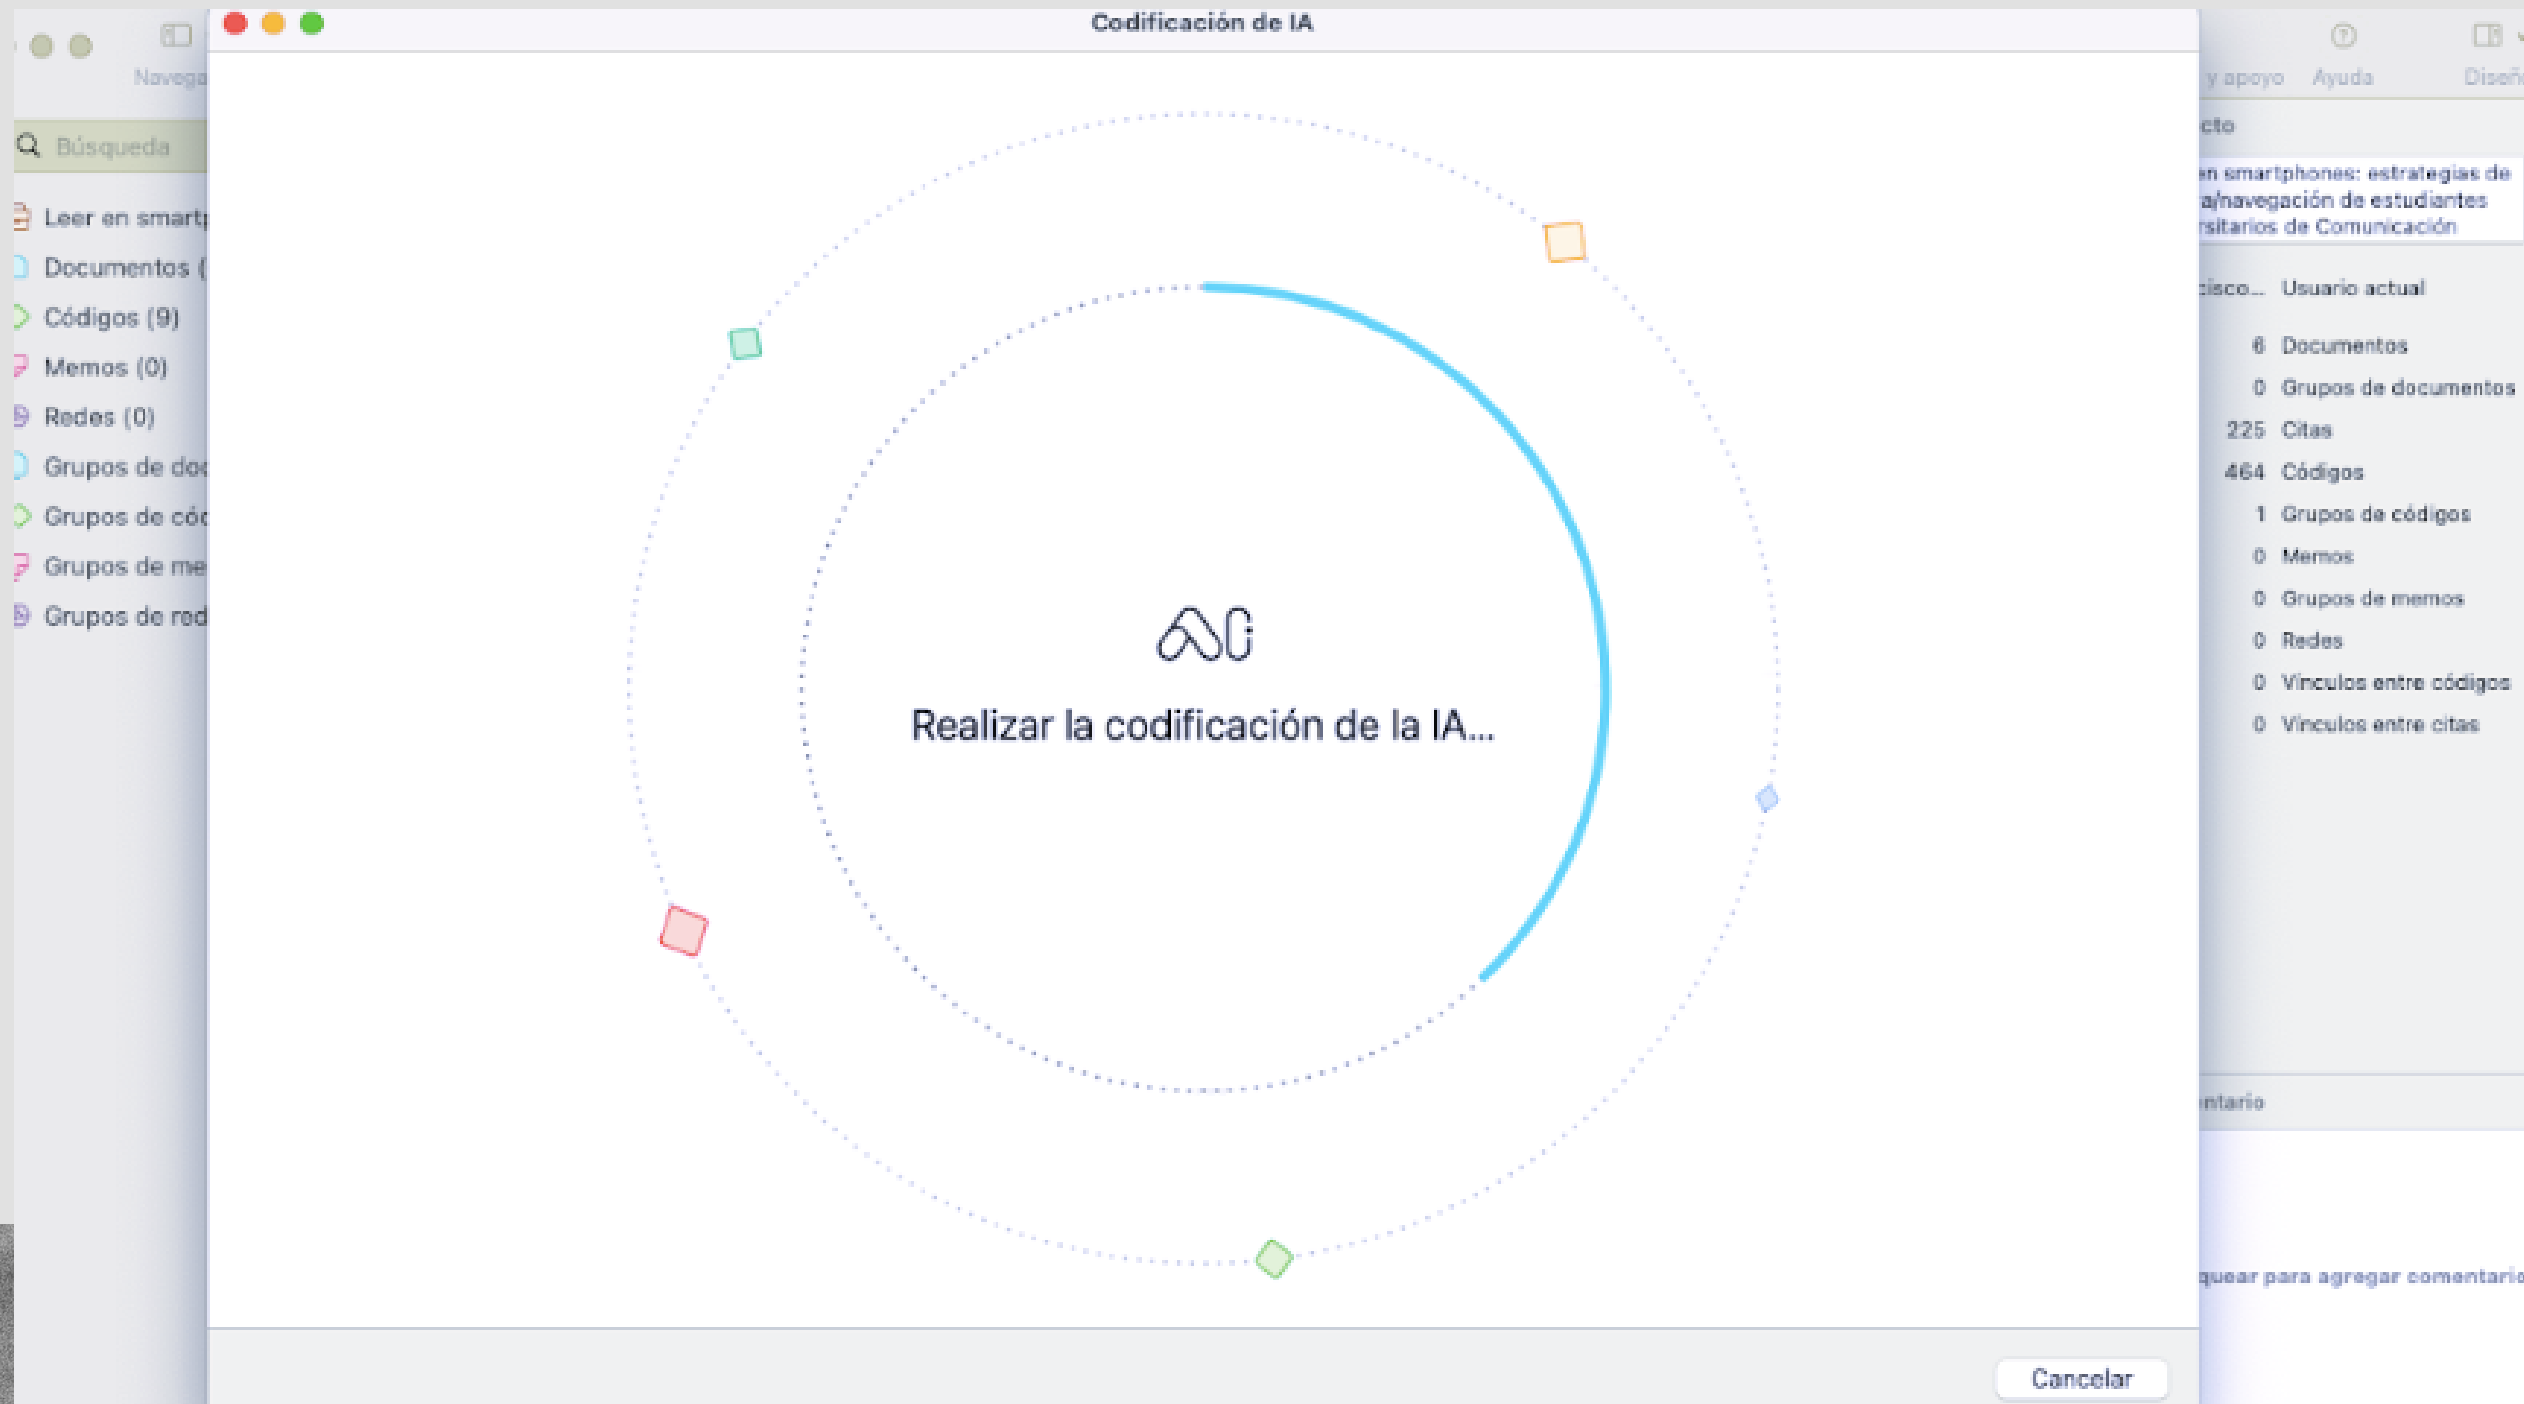 Codificación de IA
Navega
y apoyo
Ayuda
Diseñ
Búsqueda
Leer en smartp
Documentos (
Códigos (9)
Memos (0)
Redes (0)
Grupos de doc
Grupos de cód
Grupos de me
Grupos de red
Realizar la codificación de la IA...
Cancelar
cto
en smartphones: estrategias de
a/navegación de estudiantes
rsitarios de Comunicación
cisco... Usuario actual
6 Documentos
0 Grupos de documentos
225 Citas
464 Códigos
1 Grupos de códigos
0 Memos
0 Grupos de memos
0 Redes
0 Vínculos entre códigos
0 Vínculos entre citas
ntario
quear para agregar comentario